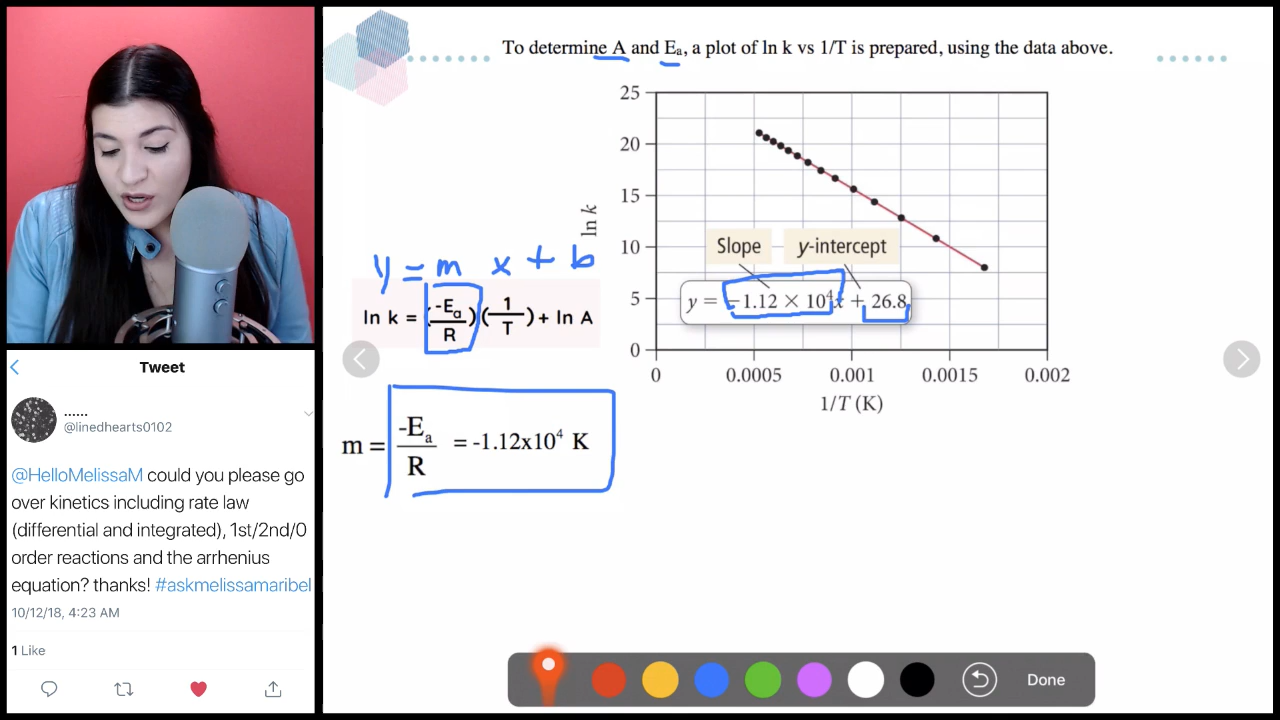 To determine A and Ea, a plot of ln k vs 1/T is prepared, using the data above.
25
20
15
10
5
0
ln k
Slope
y-intercept
y = −1.12 × 10⁴x + 26.8
0
0.0005
0.001
0.0015
0.002
1/T (K)
y = m x + b
ln k = (-Ea/R)(1/T) + ln A
m = -Ea/R = -1.12x10⁴ K
Tweet
......
@linedhearts0102
@HelloMelissaM could you please go
over kinetics including rate law
(differential and integrated), 1st/2nd/0
order reactions and the arrhenius
equation? thanks! #askmelissamaribel
10/12/18, 4:23 AM
1 Like
Done